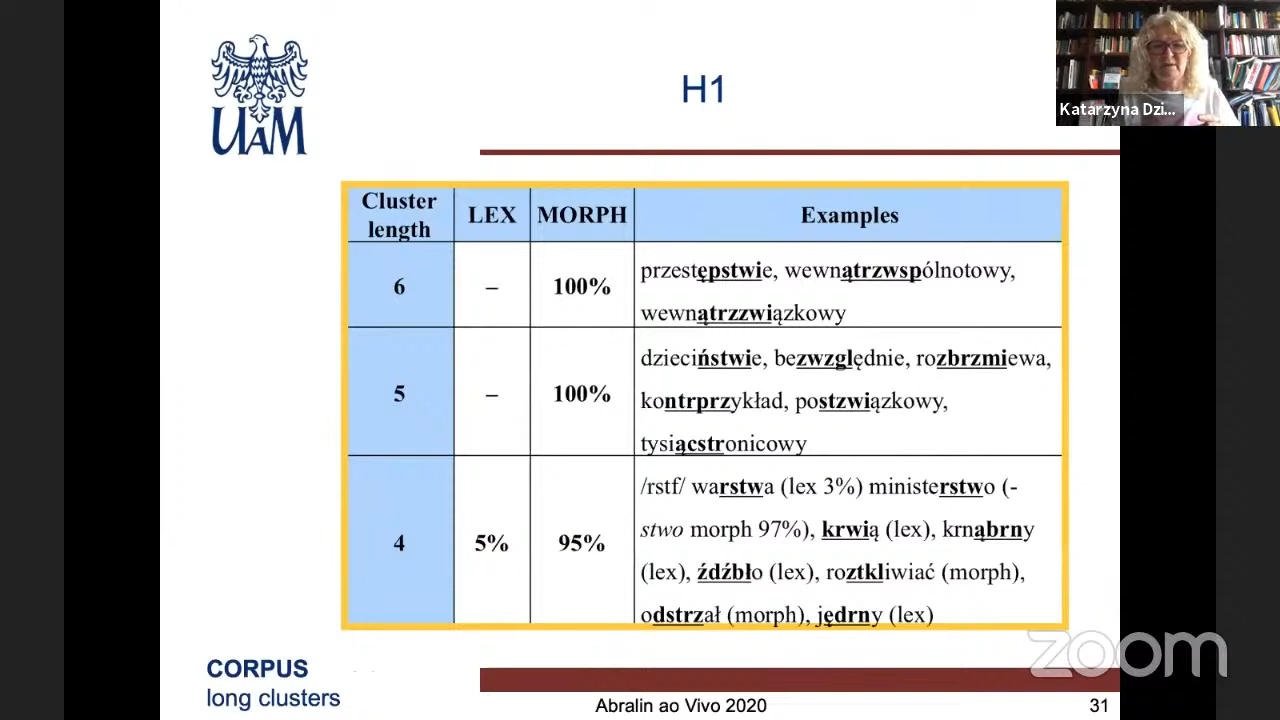 UAM
H1
Katarzyna Dzi...
Cluster length
LEX
MORPH
Examples
6
–
100%
przestępstwie, wewnątrzwspólnotowy,
wewnątrzzwiązkowy
5
–
100%
dzieciństwie, bezwzględnie, rozbrzmiewa,
kontrprzykład, postzwiązkowy,
tysiącstronicowy
4
5%
95%
/rstf/ warstwa (lex 3%) ministerstwo (-
stwo morph 97%), krwią (lex), krnąbrny
(lex), źdźbło (lex), roztkliwiać (morph),
odstrzał (morph), jędrny (lex)
zoom
CORPUS
long clusters
Abralin ao Vivo 2020
31